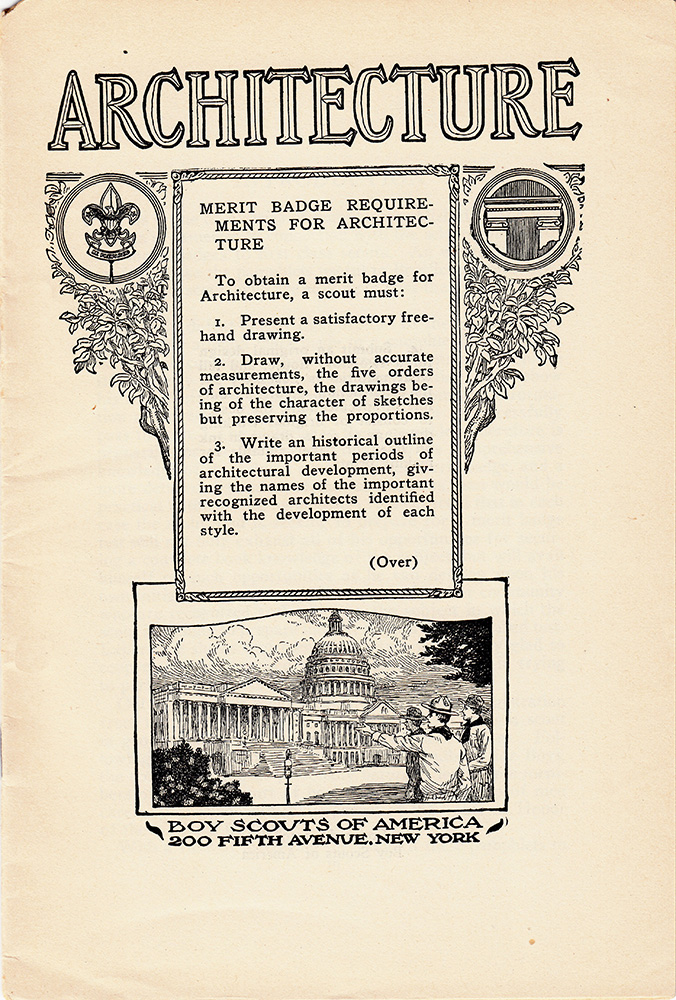 ARCHITECTURE
MERIT BADGE REQUIRE-
MENTS FOR ARCHITEC-
TURE
To obtain a merit badge for
Architecture, a scout must:
1. Present a satisfactory free-
hand drawing.
2. Draw, without accurate
measurements, the five orders
of architecture, the drawings be-
ing of the character of sketches
but preserving the proportions.
3. Write an historical outline
of the important periods of
architectural development, giv-
ing the names of the important
recognized architects identified
with the development of each
style.
(Over)
BOY SCOUTS OF AMERICA
200 FIFTH AVENUE. NEW YORK